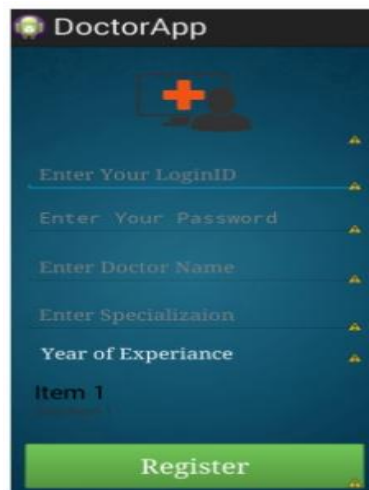 DoctorApp
Enter Your LoginID
Enter Your Password
Enter Doctor Name
Enter Specializaion
Year of Experiance
Item 1
Register